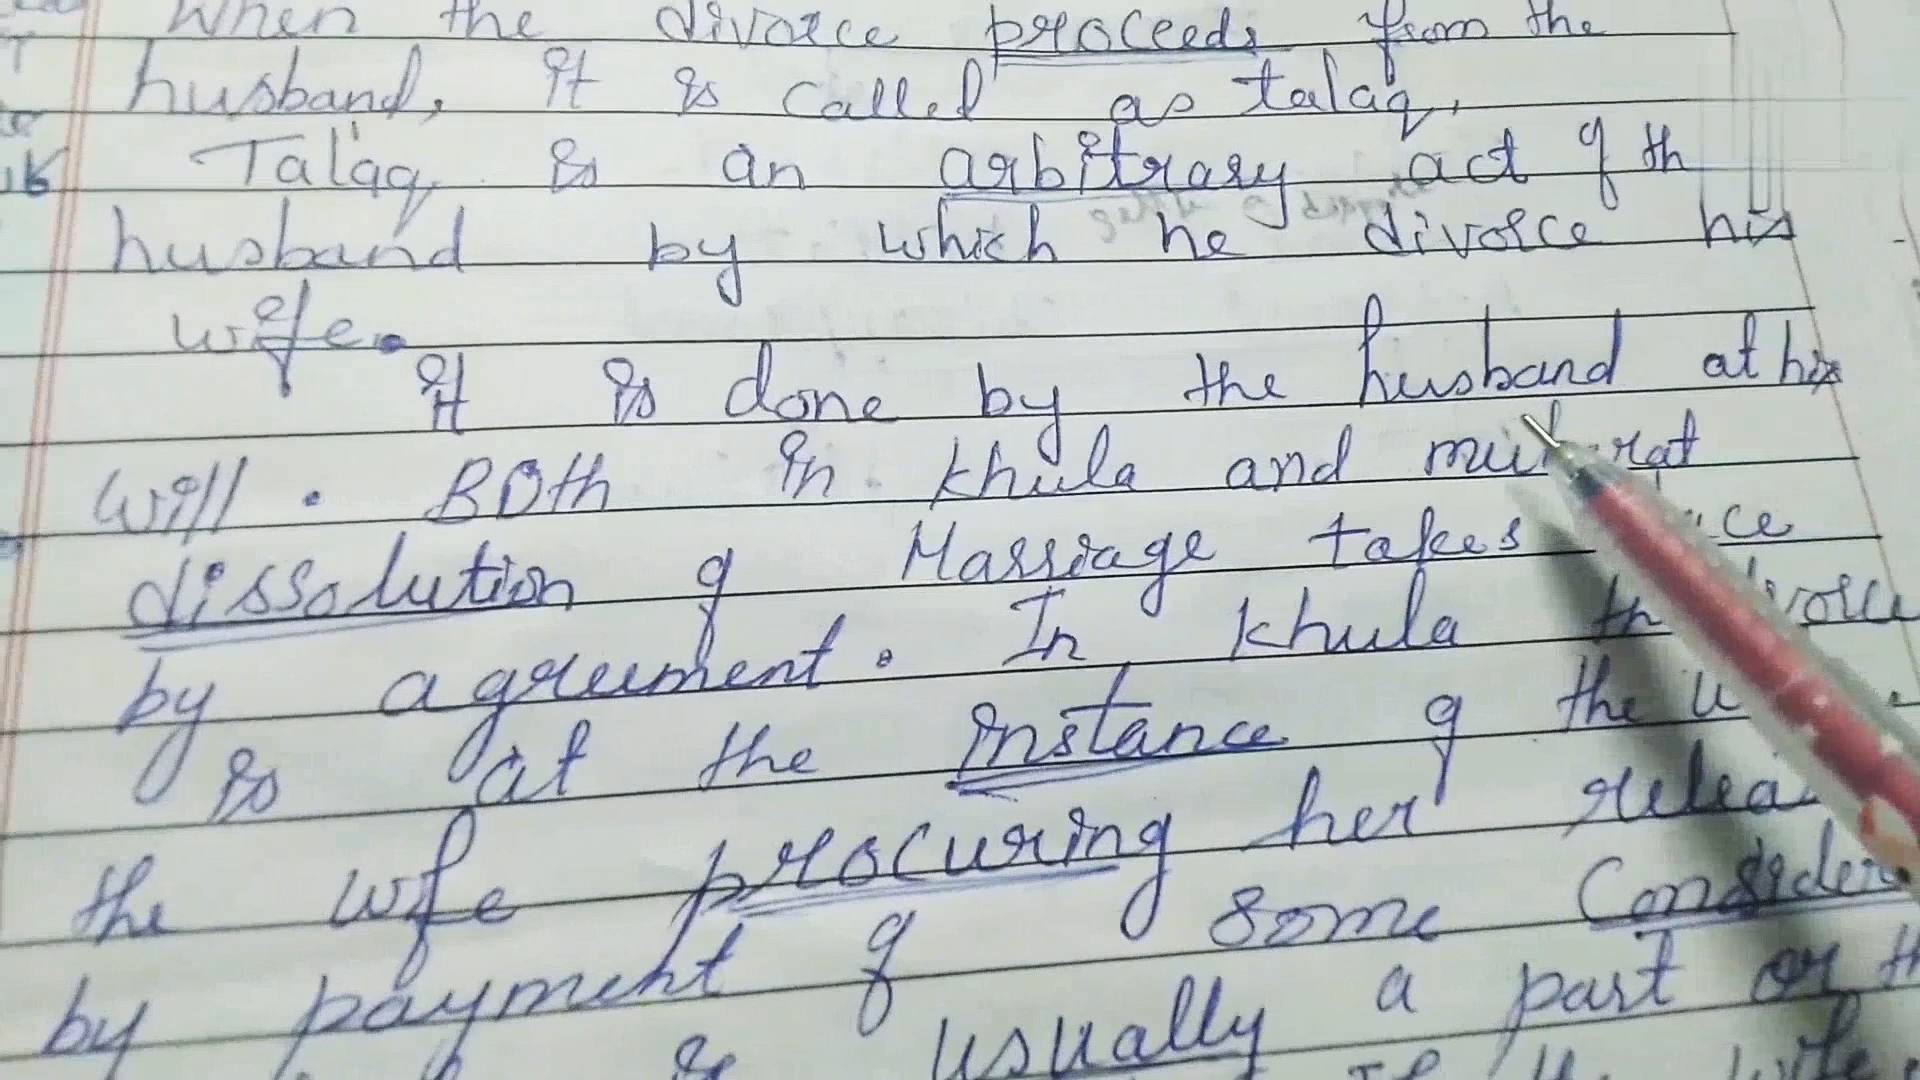 When the divorce proceeds from the
husband, it is called as talaq,
Talaq is an arbitrary act of th
husband by which he divorce his
wife.
It is done by the husband at his
will. Both in khula and
dissolution of Marriage takes
by agreement. In khula
is at the instance of the
the wife procuring her
by payment of some
is usually a part or